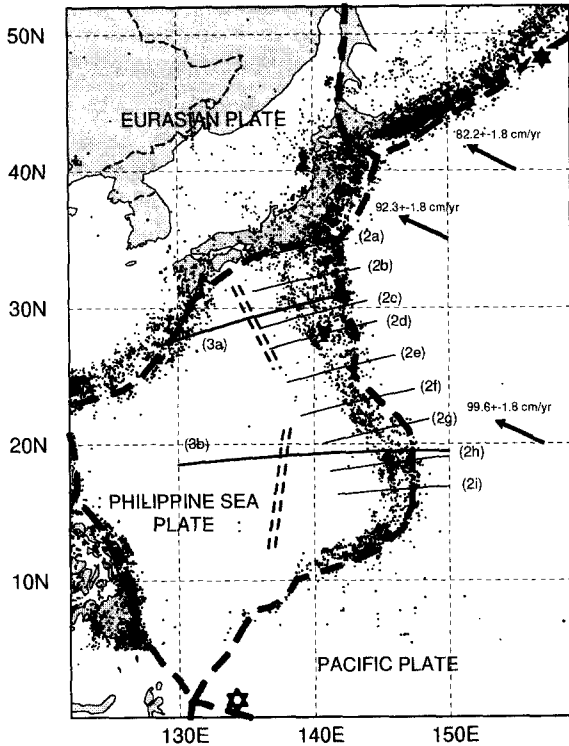 50N
EURASIAN PLATE
82.2+-1.8 cm/yr
40N
92.3+-1.8 cm/yr
(2a)
(2b)
(2c)
30N
(2d)
(3a)
(2e)
(2f)
99.6+-1.8 cm/yr
(2g)
20N
(3b)
(2h)
PHILIPPINE SEA
PLATE
(2i)
10N
PACIFIC PLATE
130E
140E
150E